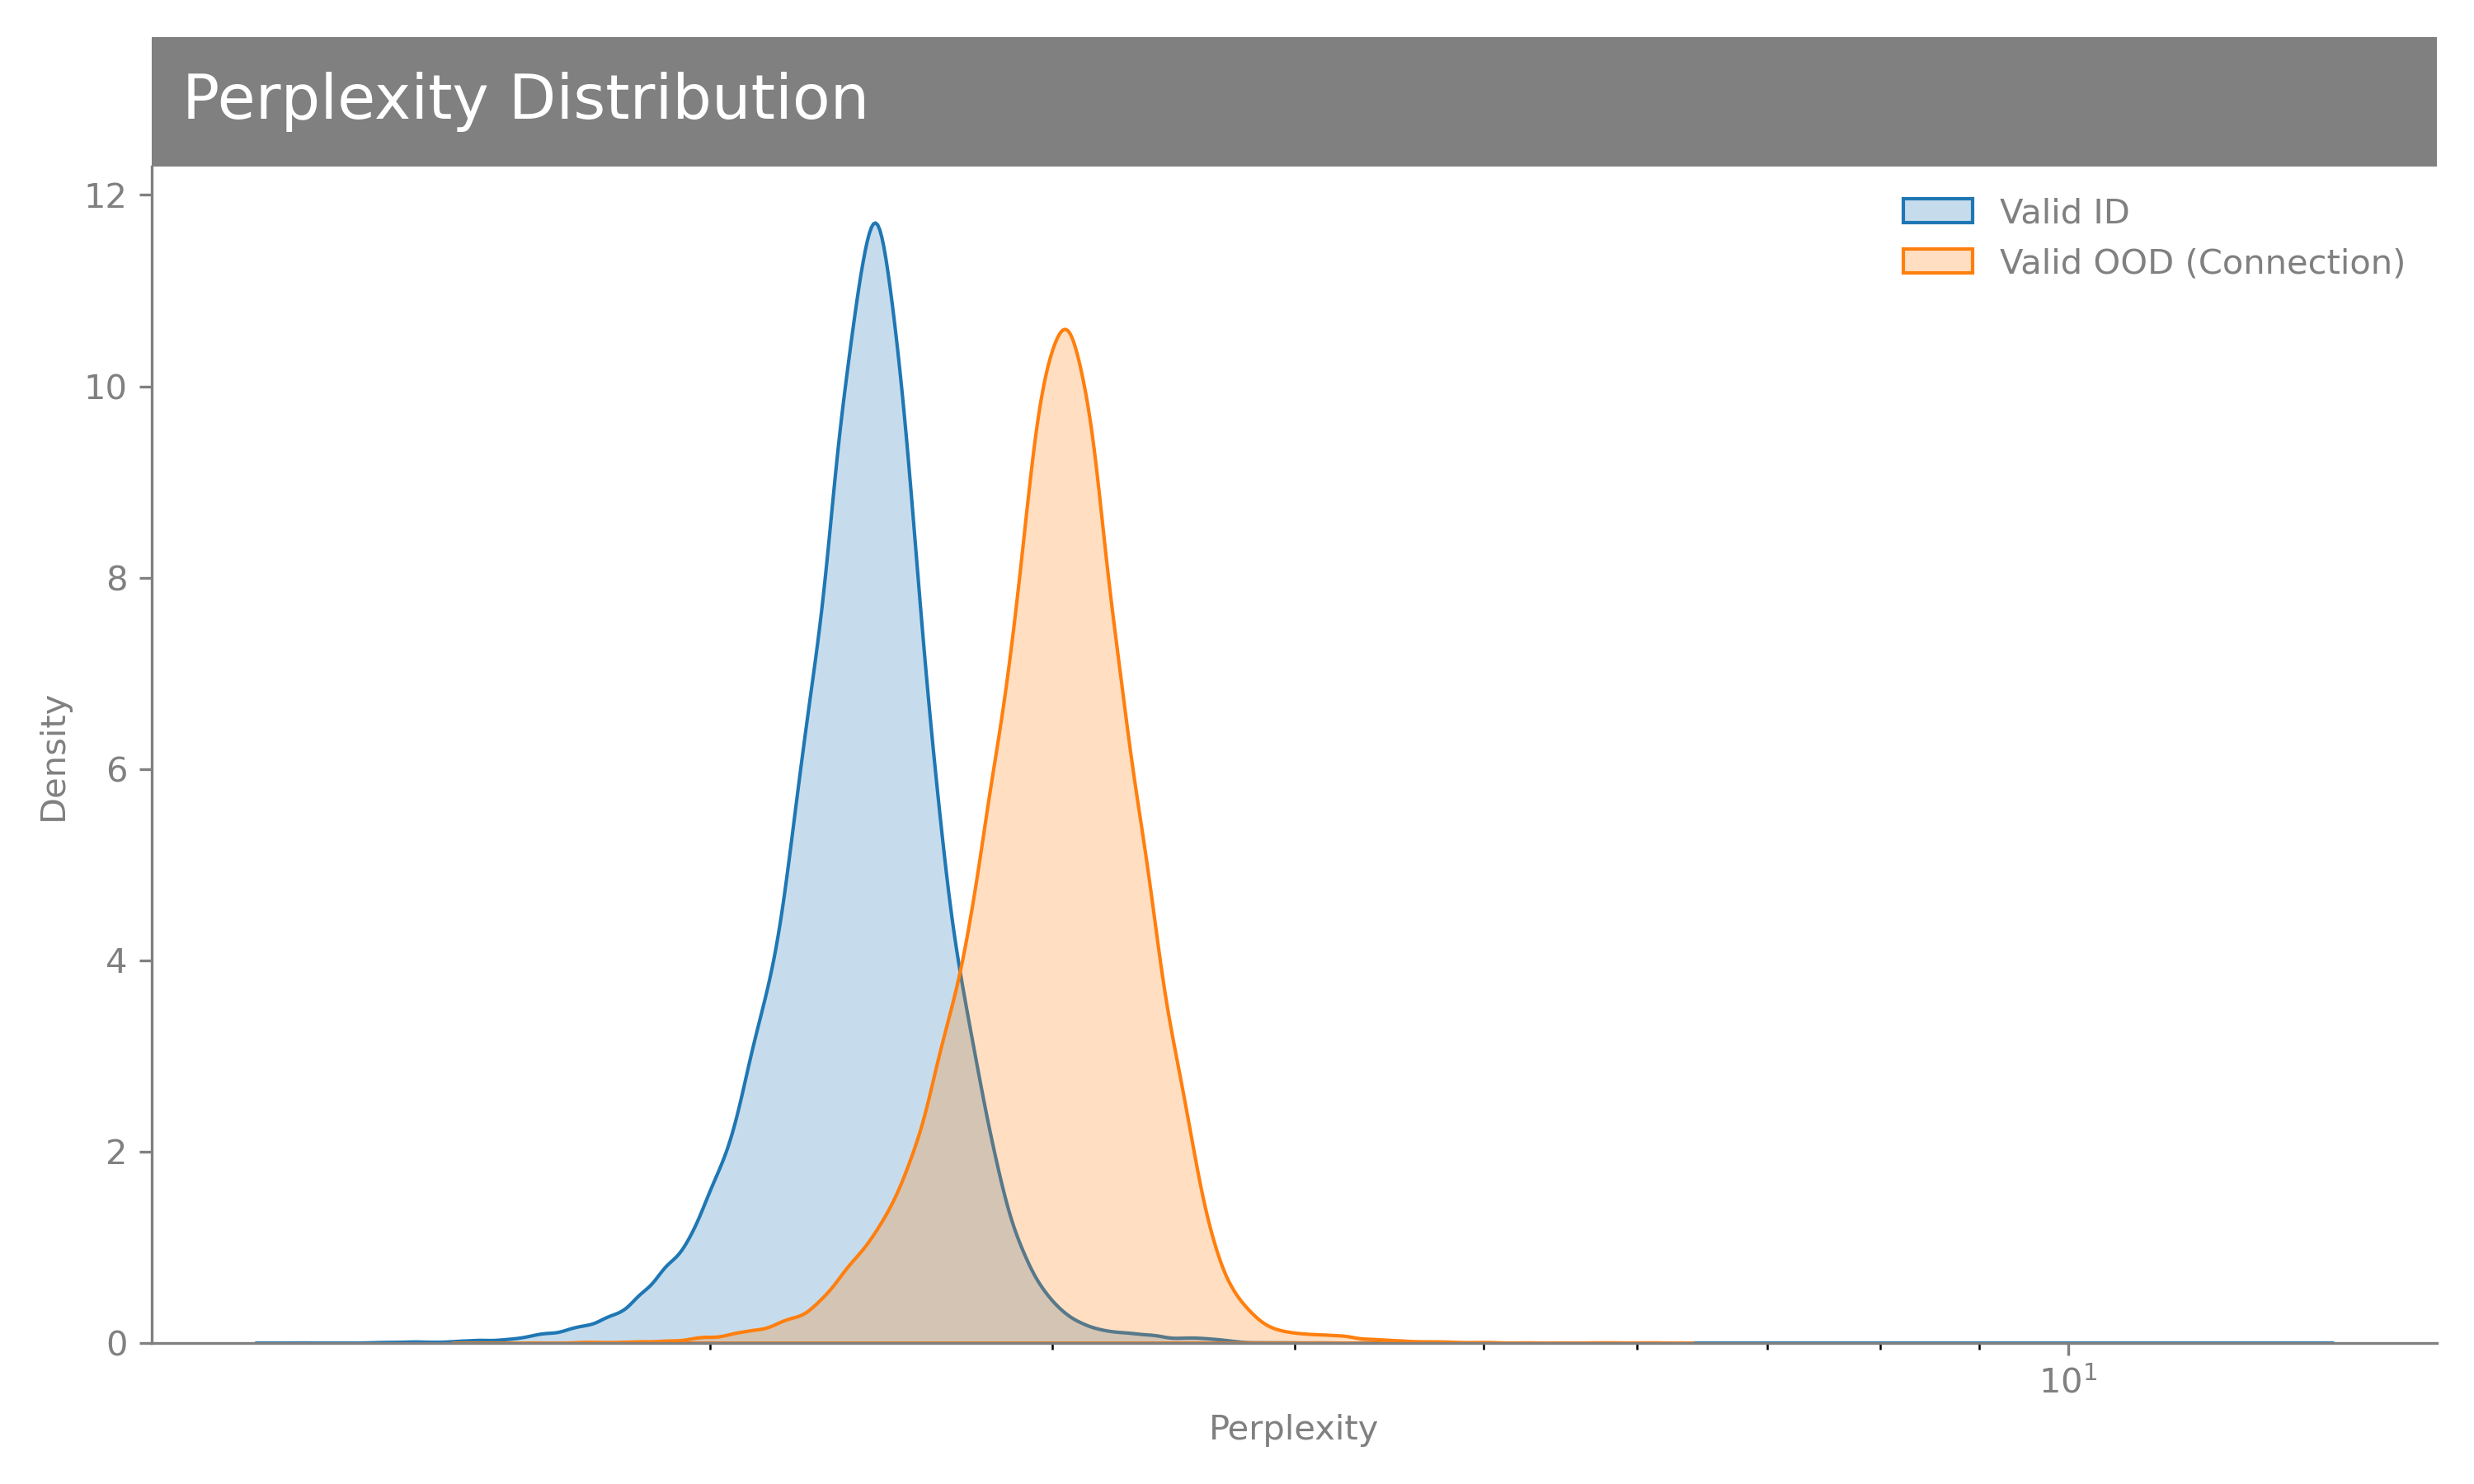 Perplexity Distribution
Valid ID
Valid OOD (Connection)
12
10
8
6
4
2
0
Density
10¹
Perplexity